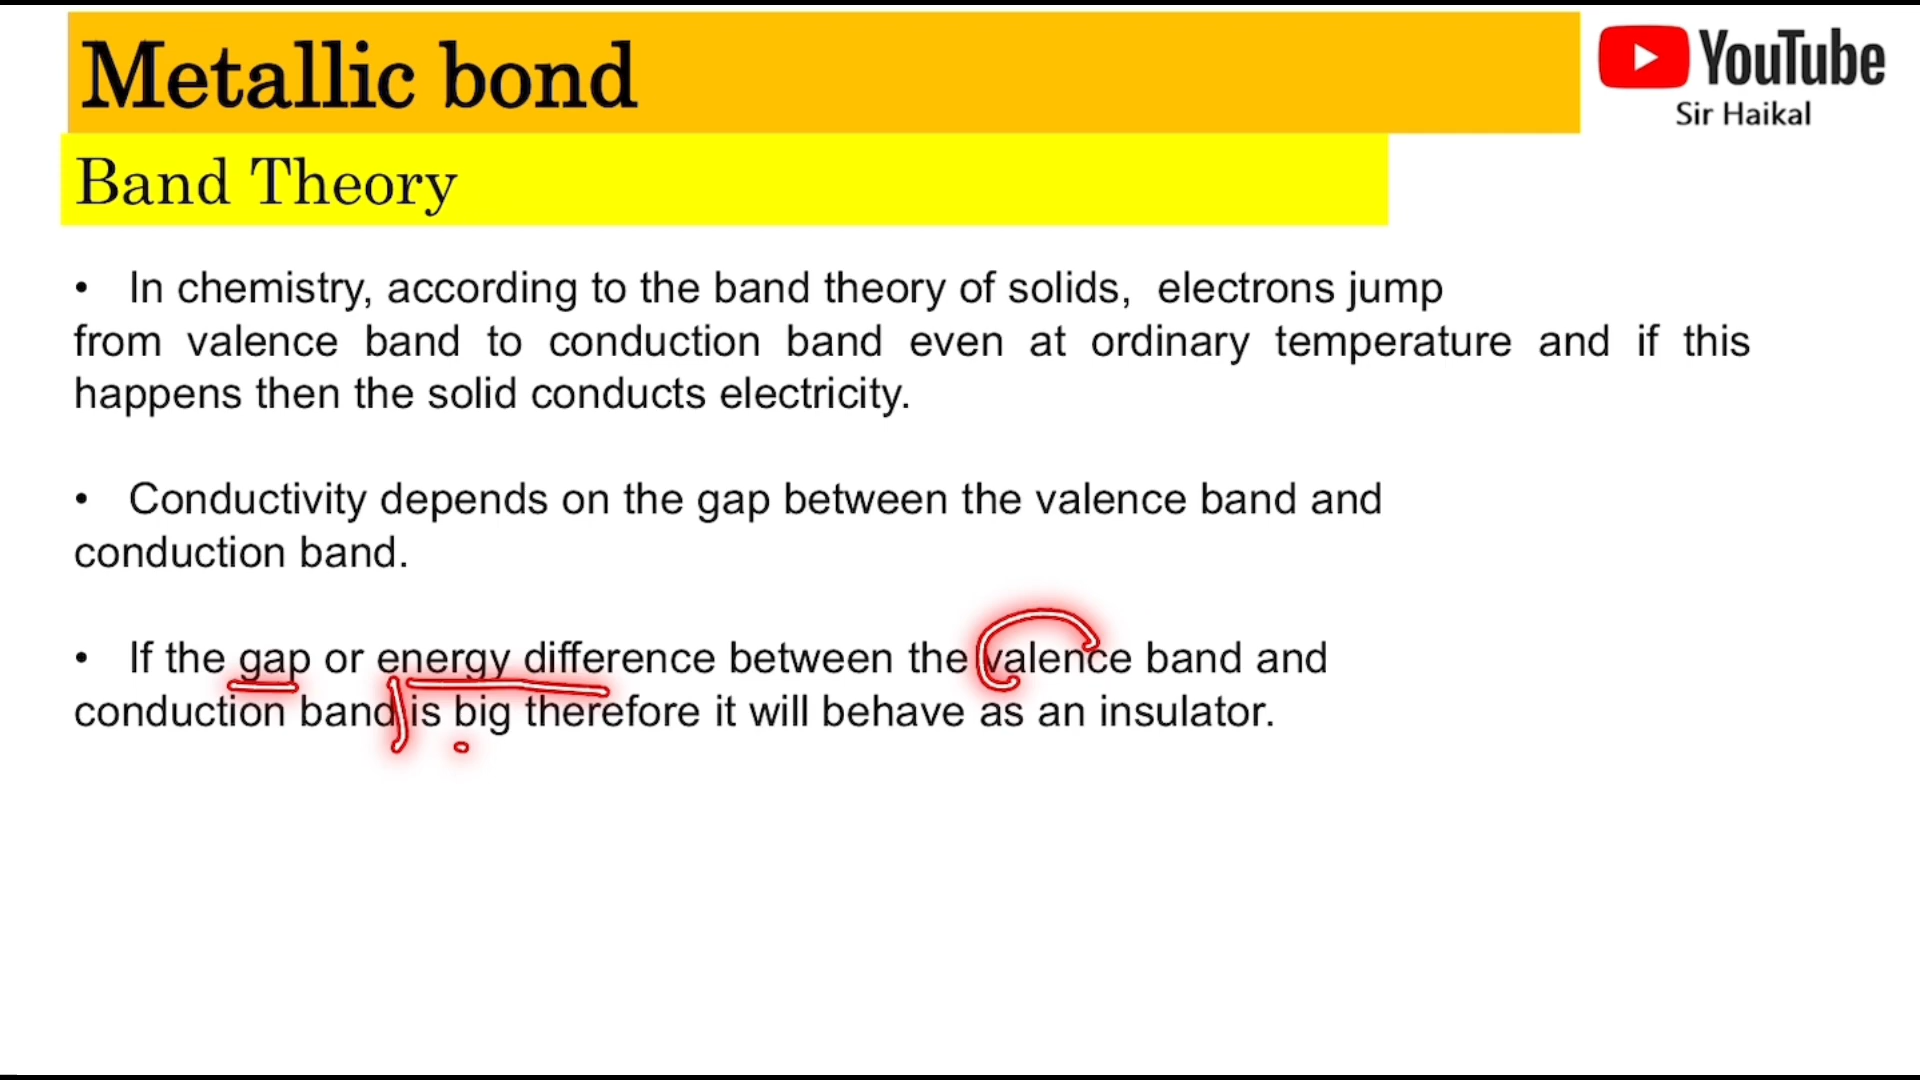 Metallic bond
YouTube
Sir Haikal
Band Theory
• In chemistry, according to the band theory of solids, electrons jump
from valence band to conduction band even at ordinary temperature and if this
happens then the solid conducts electricity.
• Conductivity depends on the gap between the valence band and
conduction band.
• If the gap or energy difference between the valence band and
conduction band is big therefore it will behave as an insulator.